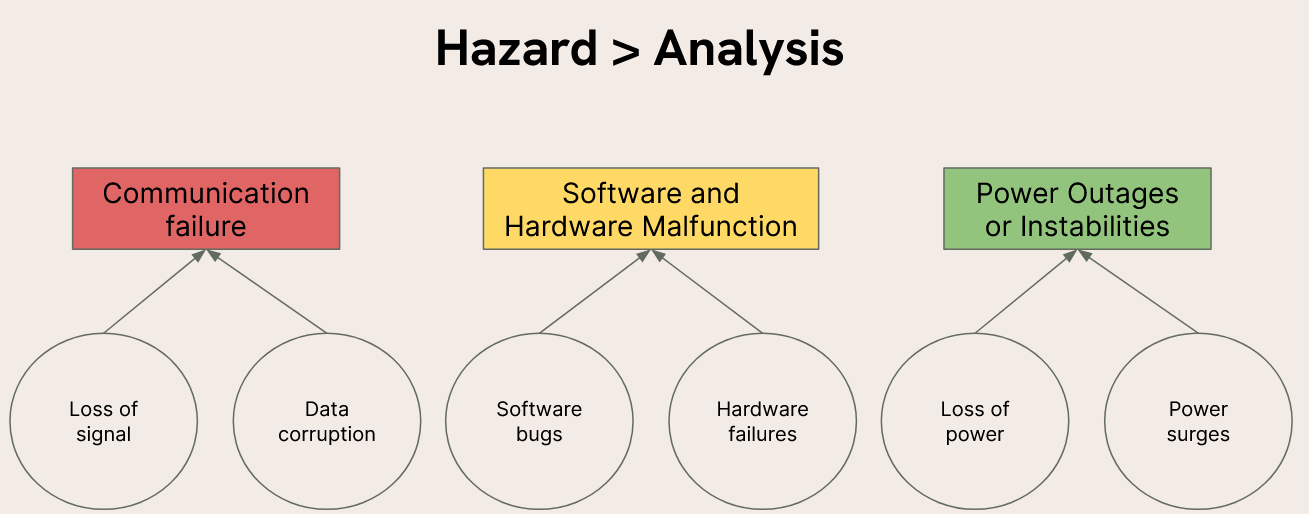 Hazard > Analysis
Communication
failure
Software and
Hardware Malfunction
Power Outages
or Instabilities
Loss of
signal
Data
corruption
Software
bugs
Hardware
failures
Loss of
power
Power
surges